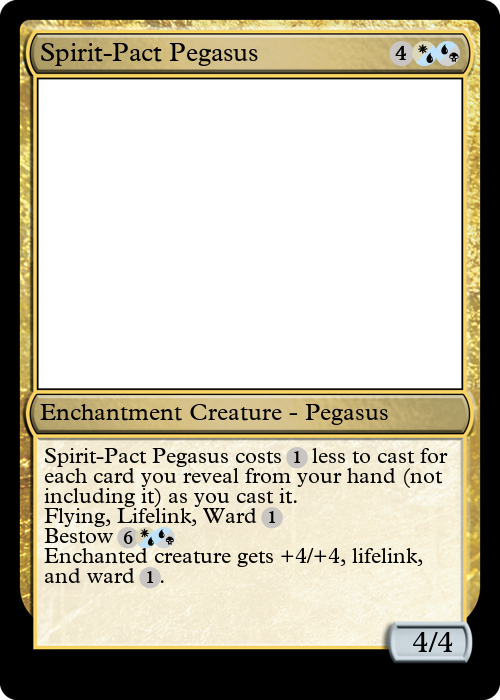 Spirit-Pact Pegasus 4
Enchantment Creature - Pegasus
Spirit-Pact Pegasus costs 1 less to cast for
each card you reveal from your hand (not
including it) as you cast it.
Flying, Lifelink, Ward 1
Bestow 6
Enchanted creature gets +4/+4, lifelink,
and ward 1.
4/4